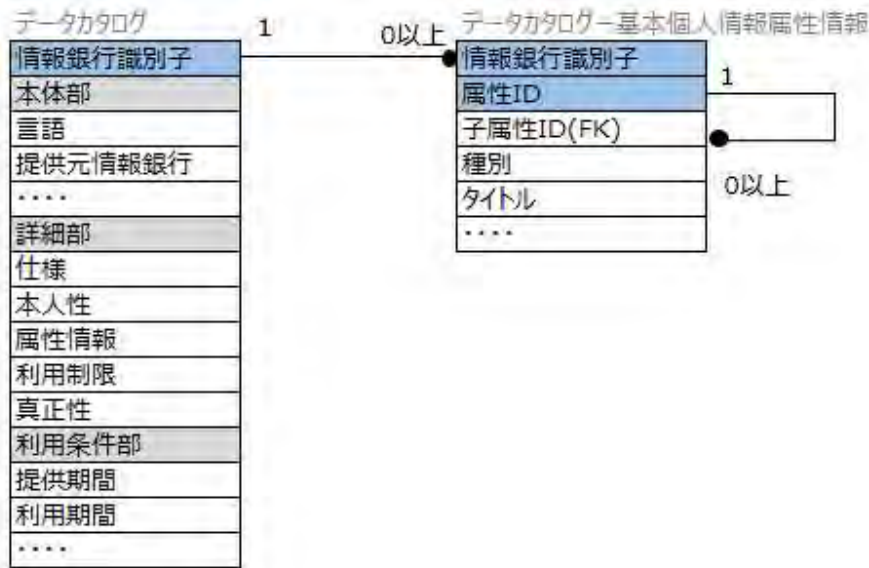 データカタログ
情報銀行識別子
本体部
言語
提供元情報銀行
・・・・
詳細部
仕様
本人性
属性情報
利用制限
真正性
利用条件部
提供期間
利用期間
・・・・
1
0以上
データカタログー基本個人情報属性情報
情報銀行識別子
属性ID
子属性ID(FK)
種別
タイトル
・・・・
1
0以上